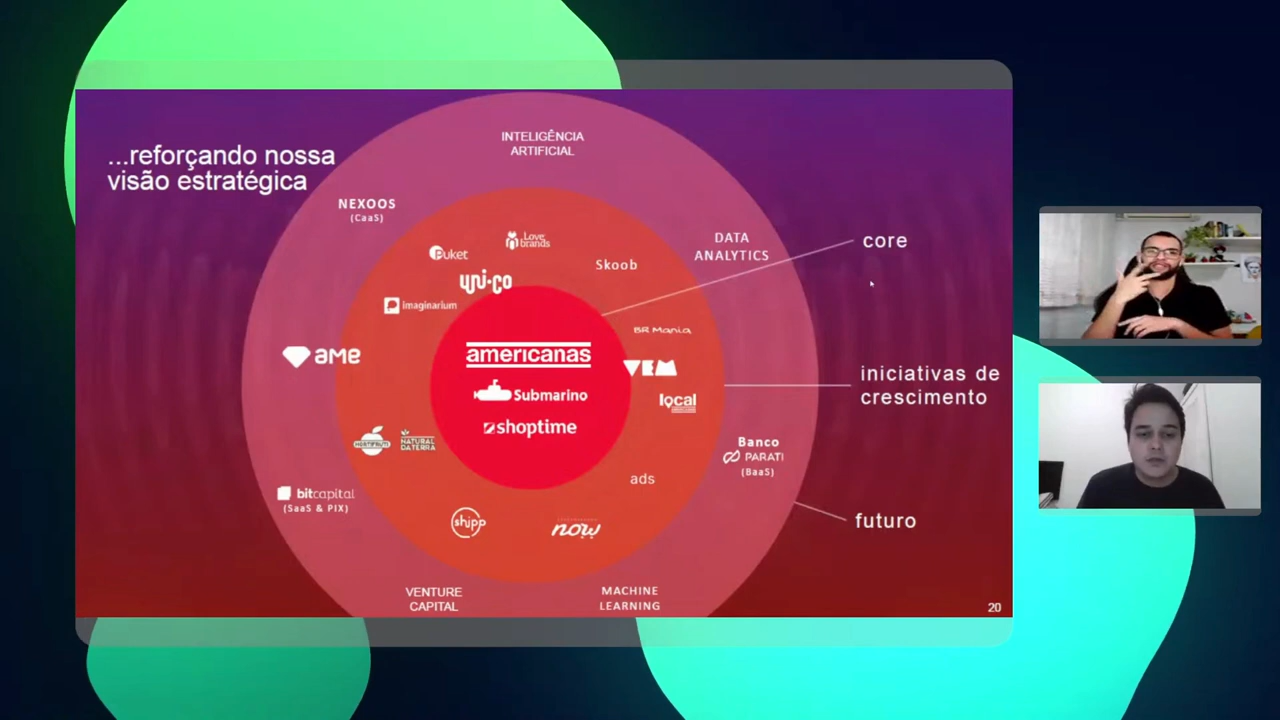 ...reforçando nossa
visão estratégica
INTELIGÊNCIA
ARTIFICIAL
NEXOOS
(CaaS)
DATA
ANALYTICS
core
Puket
Love
brands
Skoob
uni.co
imaginarium
BR Mania
ame
americanas
VEM
iniciativas de
crescimento
Submarino
local
shoptime
HORTIFRUTI
NATURAL
DATERRA
Banco
PARATI
(BaaS)
ads
bitcapital
(SaaS & PIX)
shipp
now
futuro
VENTURE
CAPITAL
MACHINE
LEARNING
20